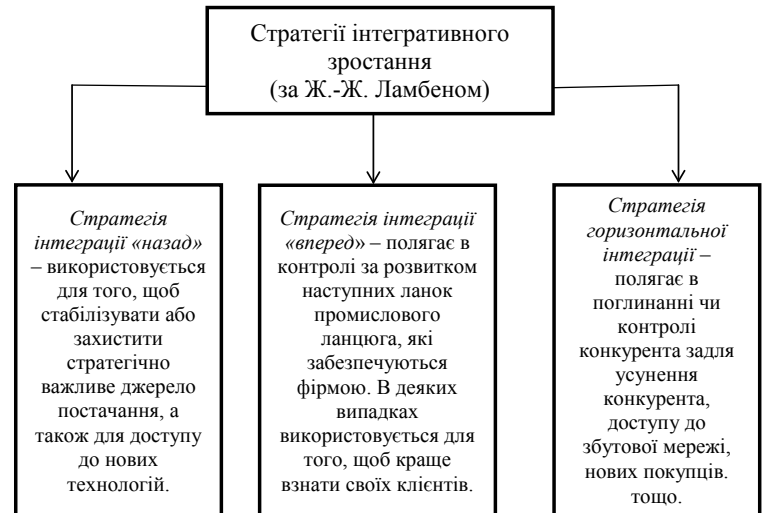 Стратегії інтегративного
зростання
(за Ж.-Ж. Ламбеном)
Стратегія
інтеграції «назад»
– використовується
для того, щоб
стабілізувати або
захистити
стратегічно
важливе джерело
постачання, а
також для доступу
до нових
технологій.
Стратегія інтеграції
«вперед» – полягає в
контролі за розвитком
наступних ланок
промислового
ланцюга, які
забезпечуються
фірмою. В деяких
випадках
використовується для
того, щоб краще
взнати своїх клієнтів.
Стратегія
горизонтальної
інтеграції –
полягає в
поглинанні чи
контролі
конкурента задля
усунення
конкурента,
доступу до
збутової мережі,
нових покупців.
тощо.